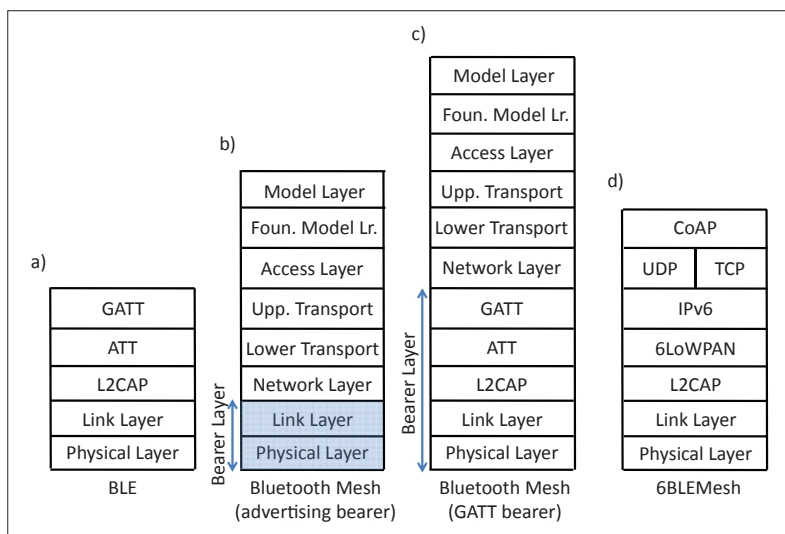 a)
GATT
ATT
L2CAP
Link Layer
Physical Layer
BLE
b)
Model Layer
Foun. Model Lr.
Access Layer
Upp. Transport
Lower Transport
Network Layer
Link Layer
Physical Layer
Bearer Layer
Bluetooth Mesh
(advertising bearer)
c)
Model Layer
Foun. Model Lr.
Access Layer
Upp. Transport
Lower Transport
Network Layer
GATT
ATT
L2CAP
Link Layer
Physical Layer
Bearer Layer
Bluetooth Mesh
(GATT bearer)
d)
CoAP
UDP TCP
IPv6
6LoWPAN
L2CAP
Link Layer
Physical Layer
6BLEMesh